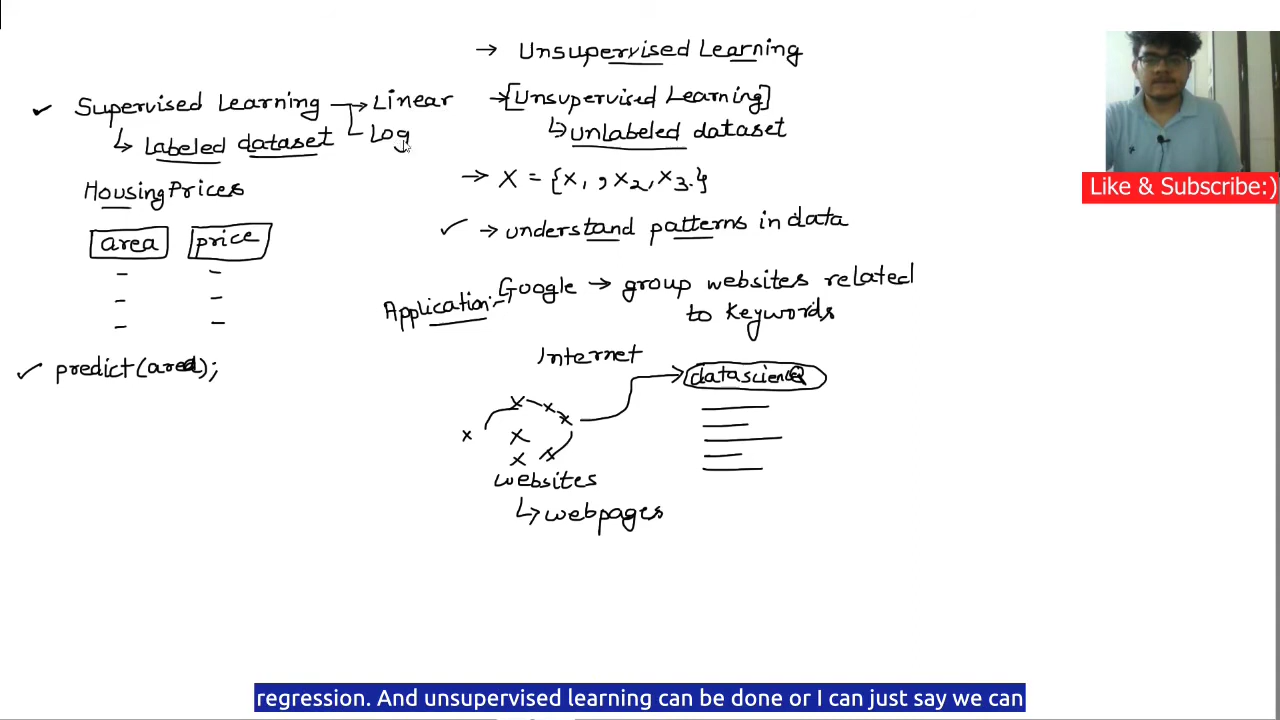 → Unsupervised Learning
✓ Supervised Learning → Linear
Log
↳ Labeled dataset
HousingPrices
area price
- -
- -
- -
✓ predict(area);
→ [Unsupervised Learning]
↳ unlabeled dataset
→ X = {x₁, x₂, x₃.}
✓ → understand patterns in data
Application:- Google → group websites related
to keywords
Internet
datascience
websites
↳ webpages
Like & Subscribe:)
regression. And unsupervised learning can be done or I can just say we can